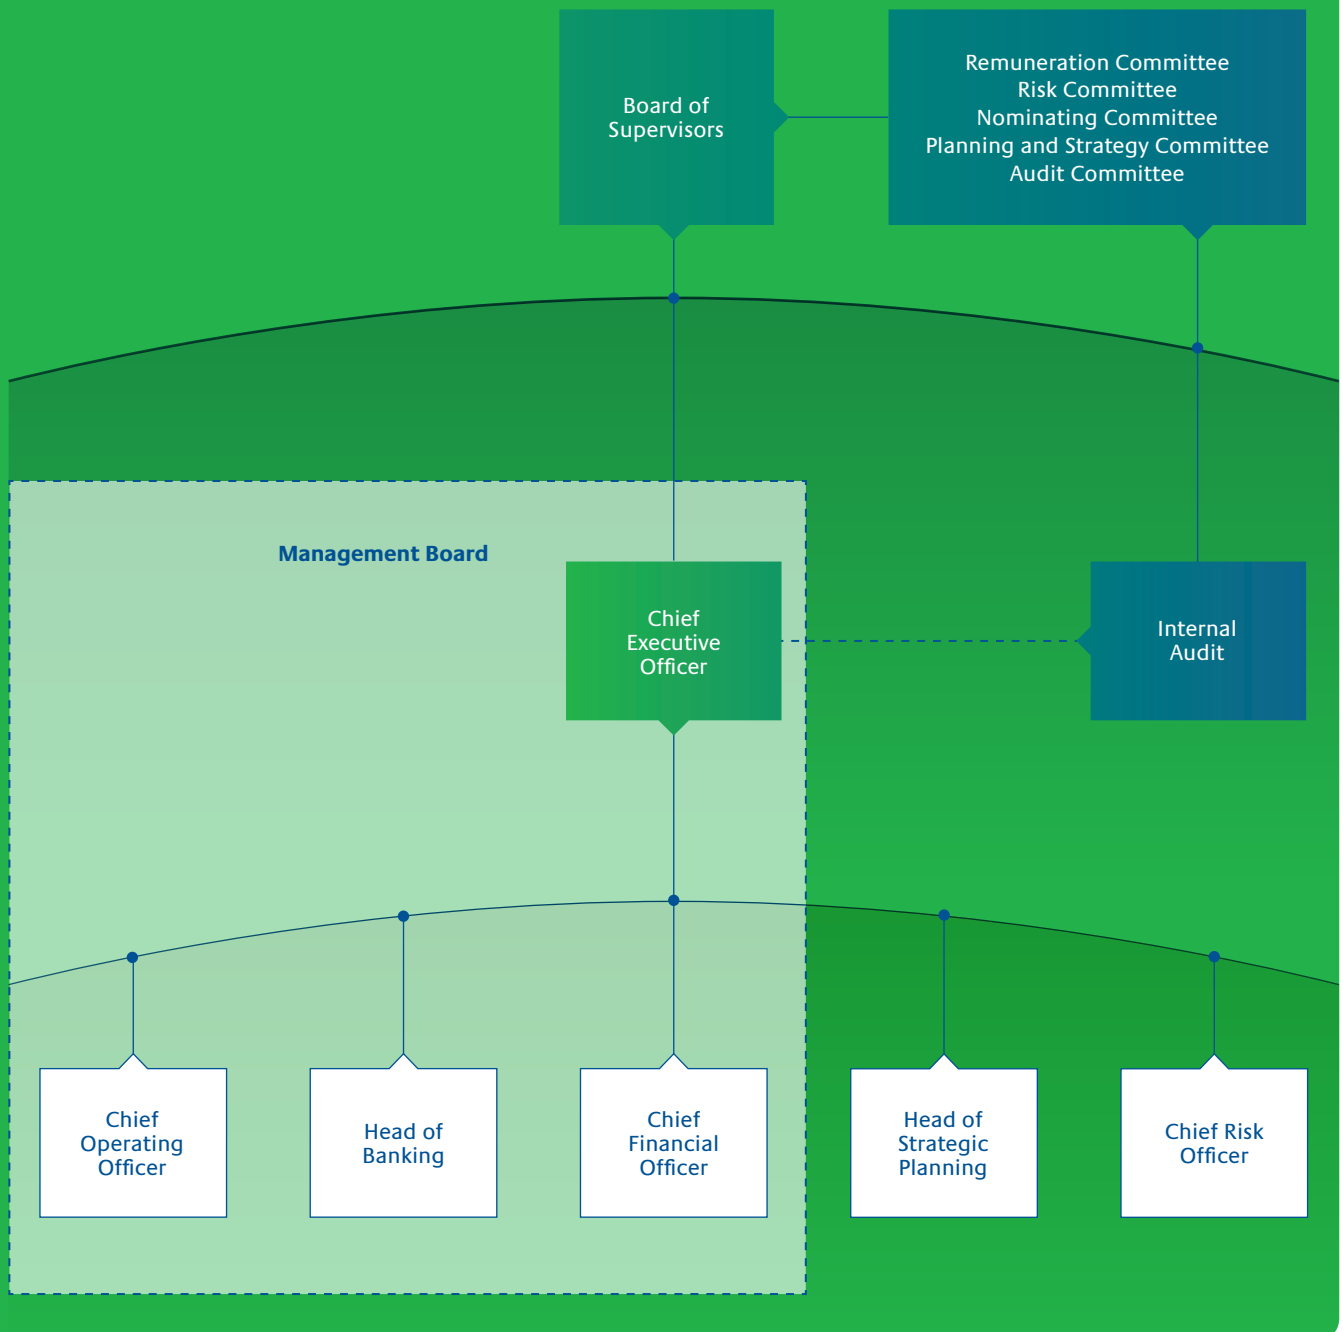 Board of
Supervisors
Remuneration Committee
Risk Committee
Nominating Committee
Planning and Strategy Committee
Audit Committee
Management Board
Chief
Executive
Officer
Internal
Audit
Chief
Operating
Officer
Head of
Banking
Chief
Financial
Officer
Head of
Strategic
Planning
Chief Risk
Officer